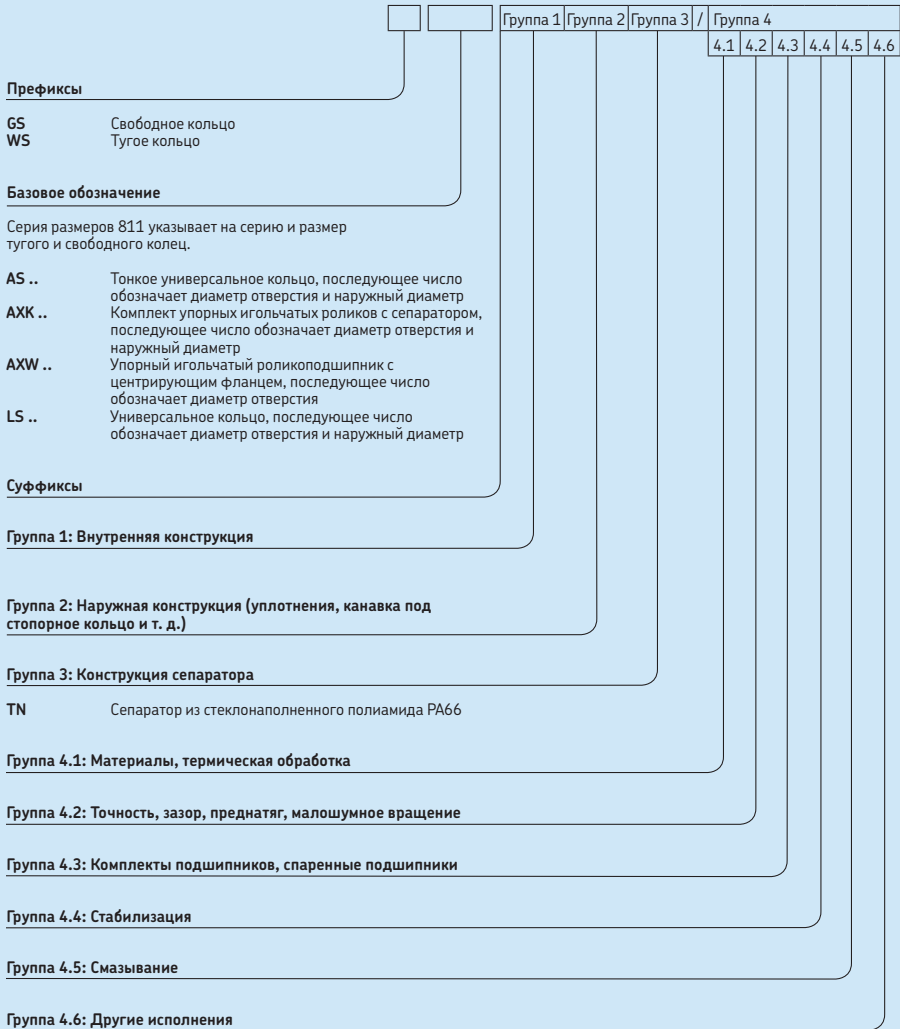 Группа 1 Группа 2 Группа 3 / Группа 4
4.1 4.2 4.3 4.4 4.5 4.6
Префиксы
GS Свободное кольцо
WS Тугое кольцо
Базовое обозначение
Серия размеров 811 указывает на серию и размер
тугого и свободного колец.
AS .. Тонкое универсальное кольцо, последующее число
обозначает диаметр отверстия и наружный диаметр
AXK .. Комплект упорных игольчатых роликов с сепаратором,
последующее число обозначает диаметр отверстия и
наружный диаметр
AXW .. Упорный игольчатый роликоподшипник с
центрирующим фланцем, последующее число
обозначает диаметр отверстия
LS .. Универсальное кольцо, последующее число
обозначает диаметр отверстия и наружный диаметр
Суффиксы
Группа 1: Внутренняя конструкция
Группа 2: Наружная конструкция (уплотнения, канавка под
стопорное кольцо и т. д.)
Группа 3: Конструкция сепаратора
TN Сепаратор из стеклонаполненного полиамида PA66
Группа 4.1: Материалы, термическая обработка
Группа 4.2: Точность, зазор, преднатяг, малошумное вращение
Группа 4.3: Комплекты подшипников, спаренные подшипники
Группа 4.4: Стабилизация
Группа 4.5: Смазывание
Группа 4.6: Другие исполнения